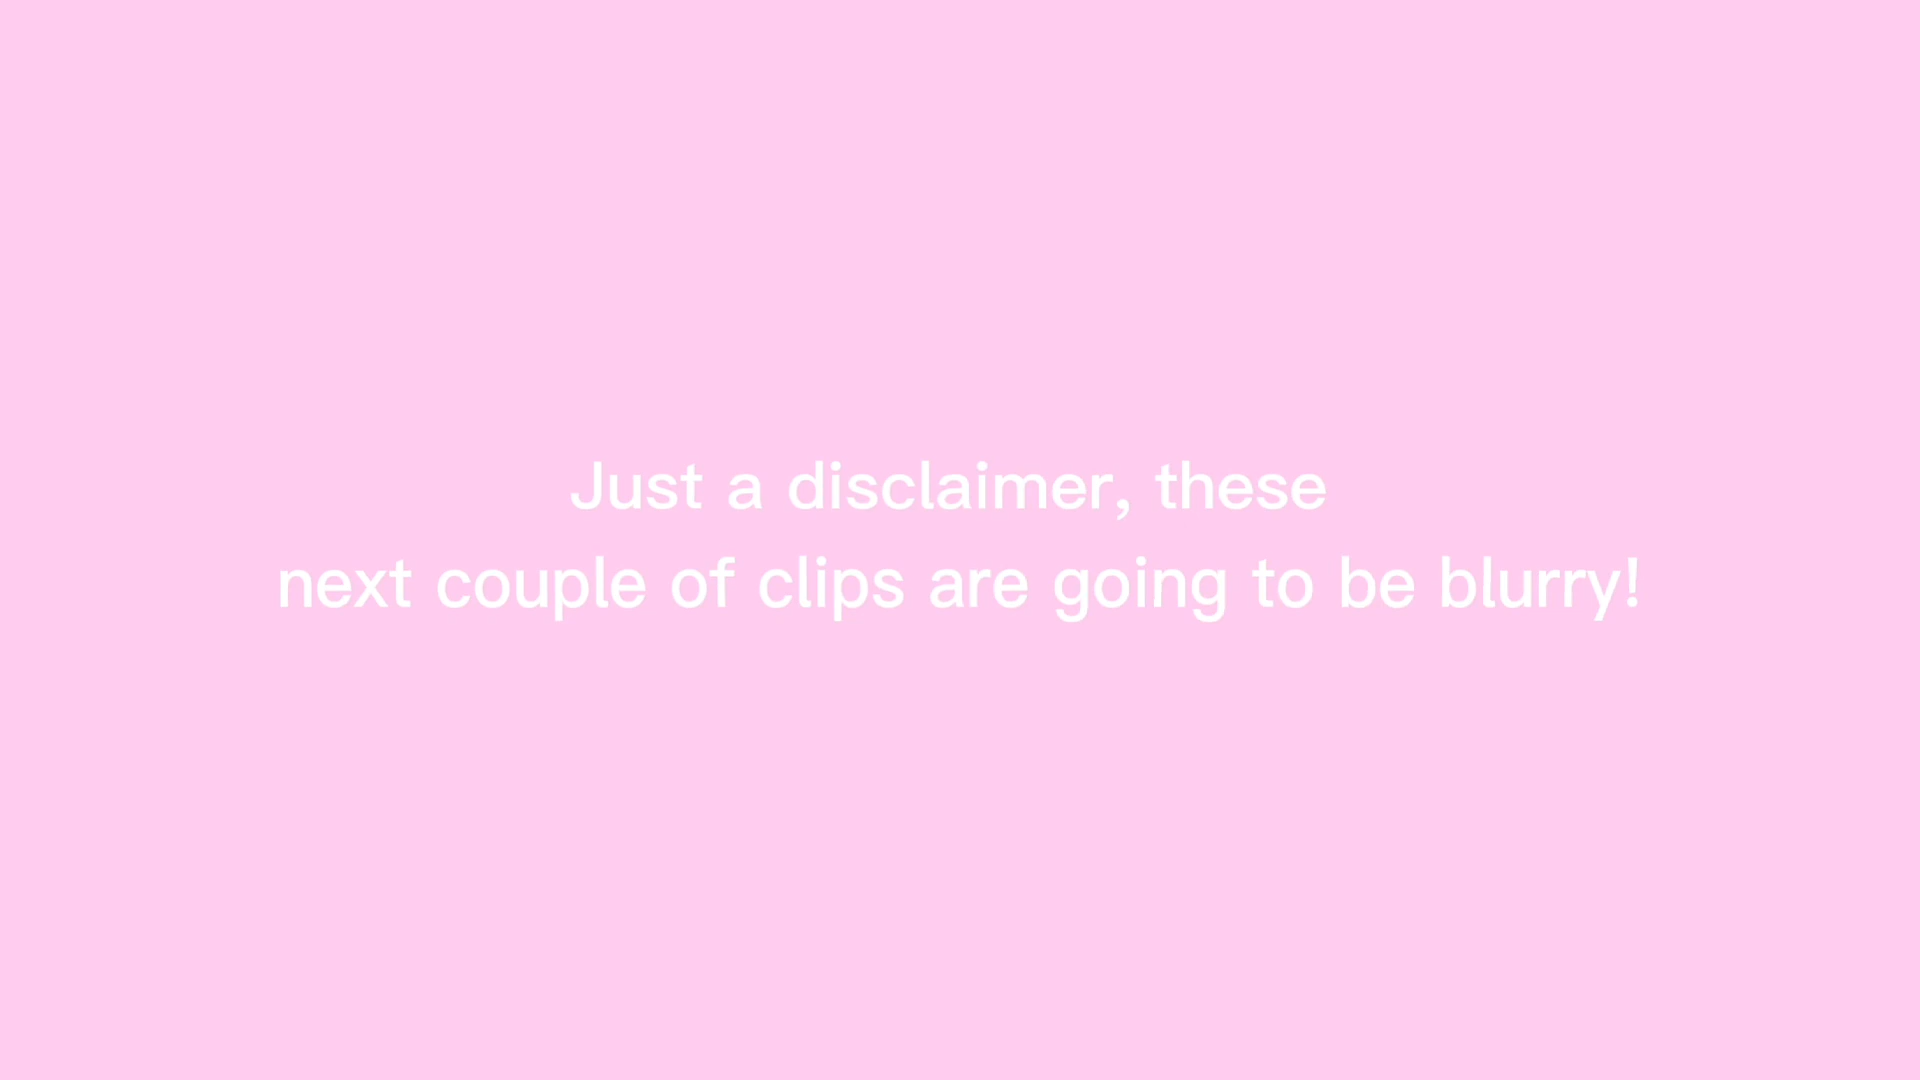 Just a disclaimer, these
next couple of clips are going to be blurry!